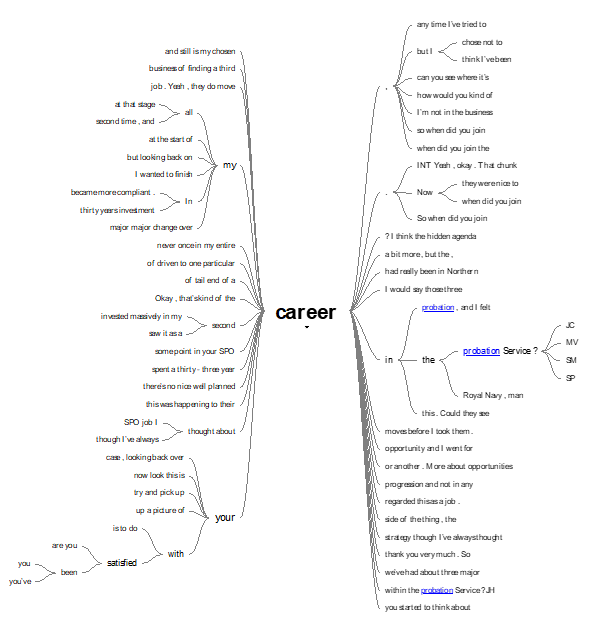 and still is my chosen
business of finding a third
job . Yeah , they do move
at that stage
second time , and
all
at the start of
but looking back on
my
I wanted to finish
became more compliant .
In
thirty years investment
major major change over
never once in my entire
of driven to one particular
of tail end of a
Okay , that's kind of the
invested massively in my
second
saw it as a
some point in your SPO
spent a thirty - three year
there's no nice well planned
this was happening to their
SPO job I
thought about
though I've always
case , looking back over
now look this is
try and pick up
up a picture of
your
is to do
are you
with
satisfied
you
been
you've
career
any time I've tried to
chose not to
but I
think I've been
can you see where it's
,
how would you kind of
I'm not in the business
so when did you join
when did you join the
INT Yeah , okay . That chunk
they were nice to
.
Now
when did you join
So when did you join
? I think the hidden agenda
a bit more , but the ,
had really been in Northern
I would say those three
probation , and I felt
JC
MV
probation Service ?
in
the
SM
SP
Royal Navy , man
this . Could they see
moves before I took them .
opportunity and I went for
or another . More about opportunities
progression and not in any
regarded this as a job .
side of the thing , the
strategy though I've always thought
thank you very much . So
we've had about three major
within the probation Service? JH
you started to think about